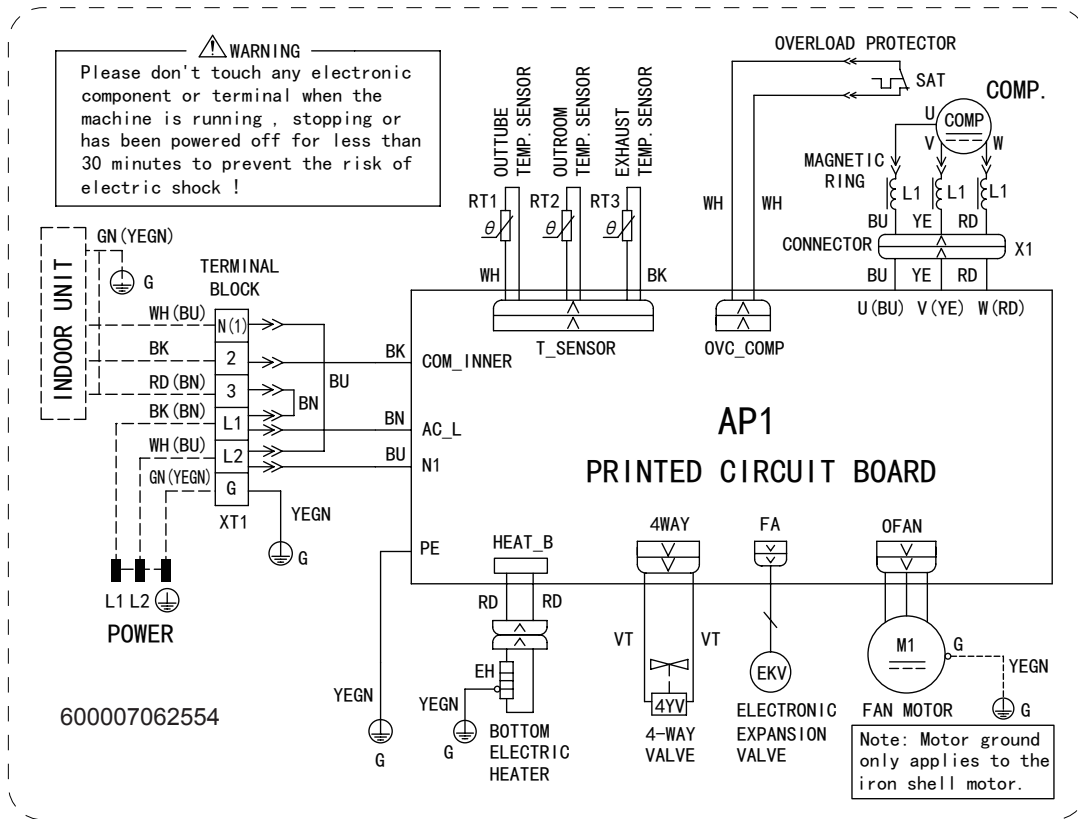 WARNING
Please don't touch any electronic
component or terminal when the
machine is running , stopping or
has been powered off for less than
30 minutes to prevent the risk of
electric shock !
OVERLOAD PROTECTOR
SAT
COMP.
COMP
U
V
W
MAGNETIC
RING
L1
L1
L1
BU
YE
RD
CONNECTOR
X1
BU
YE
RD
U(BU)
V(YE)
W(RD)
OUTTUBE
TEMP. SENSOR
OUTROOM
TEMP. SENSOR
EXHAUST
TEMP. SENSOR
RT1
RT2
RT3
θ
θ
θ
WH
BK
WH
WH
T_SENSOR
OVC_COMP
INDOOR UNIT
GN(YEGN)
G
TERMINAL
BLOCK
WH(BU)
N(1)
BK
2
RD(BN)
3
BK(BN)
L1
WH(BU)
L2
GN(YEGN)
G
XT1
BU
BN
BK
COM_INNER
BN
AC_L
BU
N1
YEGN
G
PE
L1
L2
POWER
AP1
PRINTED CIRCUIT BOARD
HEAT_B
RD
RD
EH
YEGN
G
YEGN
G
BOTTOM
ELECTRIC
HEATER
4WAY
VT
VT
4YV
4-WAY
VALVE
FA
EKV
ELECTRONIC
EXPANSION
VALVE
OFAN
M1
G
YEGN
G
FAN MOTOR
Note: Motor ground
only applies to the
iron shell motor.
600007062554